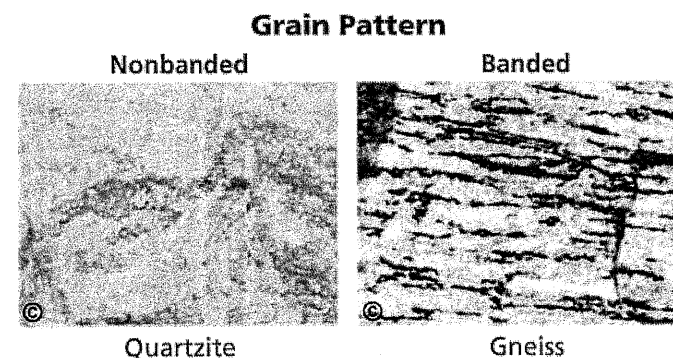 Grain Pattern
Nonbanded
Banded
©
©
Quartzite
Gneiss